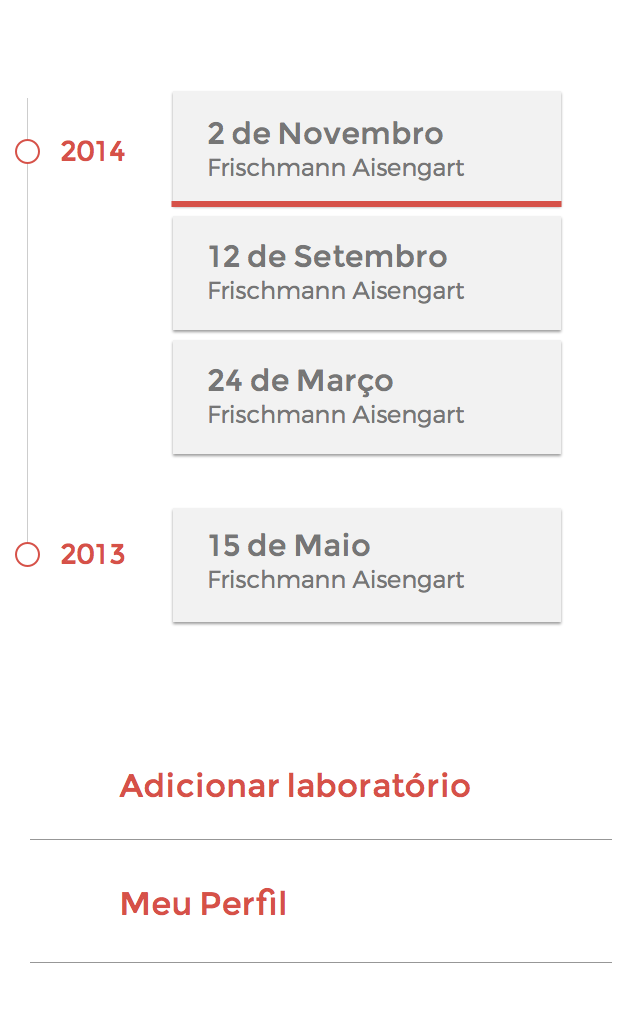 2014
2 de Novembro
Frischmann Aisengart
12 de Setembro
Frischmann Aisengart
24 de Março
Frischmann Aisengart
2013
15 de Maio
Frischmann Aisengart
Adicionar laboratório
Meu Perfil